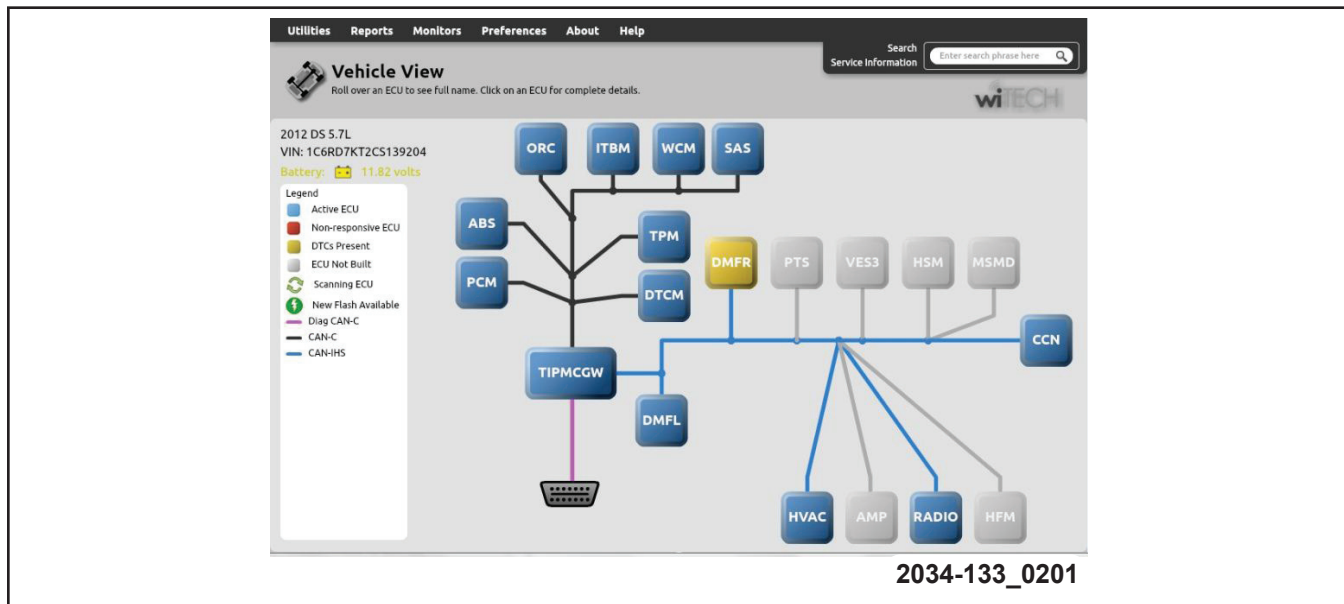 Utilities Reports Monitors Preferences About Help
Search
Service Information
Enter search phrase here
Vehicle View
Roll over an ECU to see full name. Click on an ECU for complete details.
wiTECH
2012 DS 5.7L
VIN: 1C6RD7KT2CS139204
Battery: 11.82 volts
Legend
Active ECU
Non-responsive ECU
DTCs Present
ECU Not Built
Scanning ECU
New Flash Available
Diag CAN-C
CAN-C
CAN-IHS
ORC ITBM WCM SAS
ABS TPM
DMFR PTS VES3 HSM MSMD
PCM DTCM
CCN
TIPMCGW
DMFL
HVAC AMP RADIO HFM
2034-133_0201